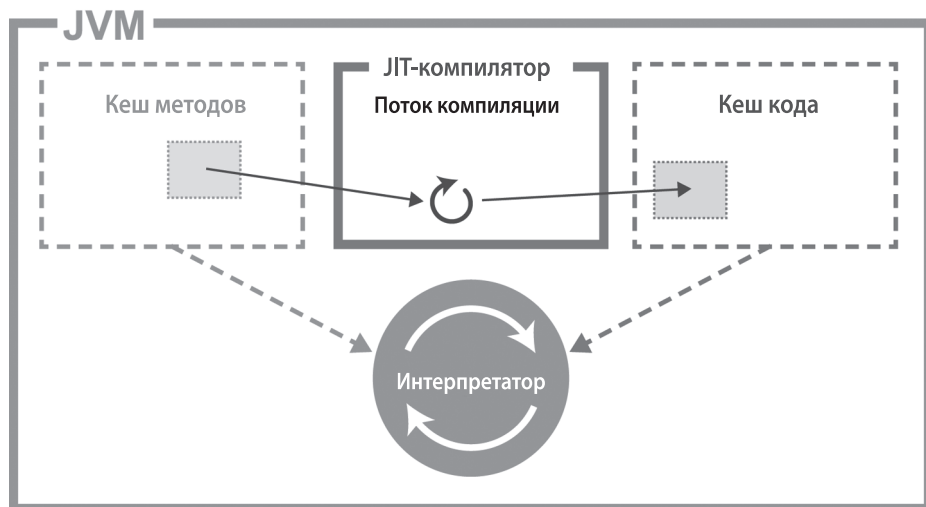 JVM
Кеш методов
JIT-компилятор
Поток компиляции
Кеш кода
Интерпретатор